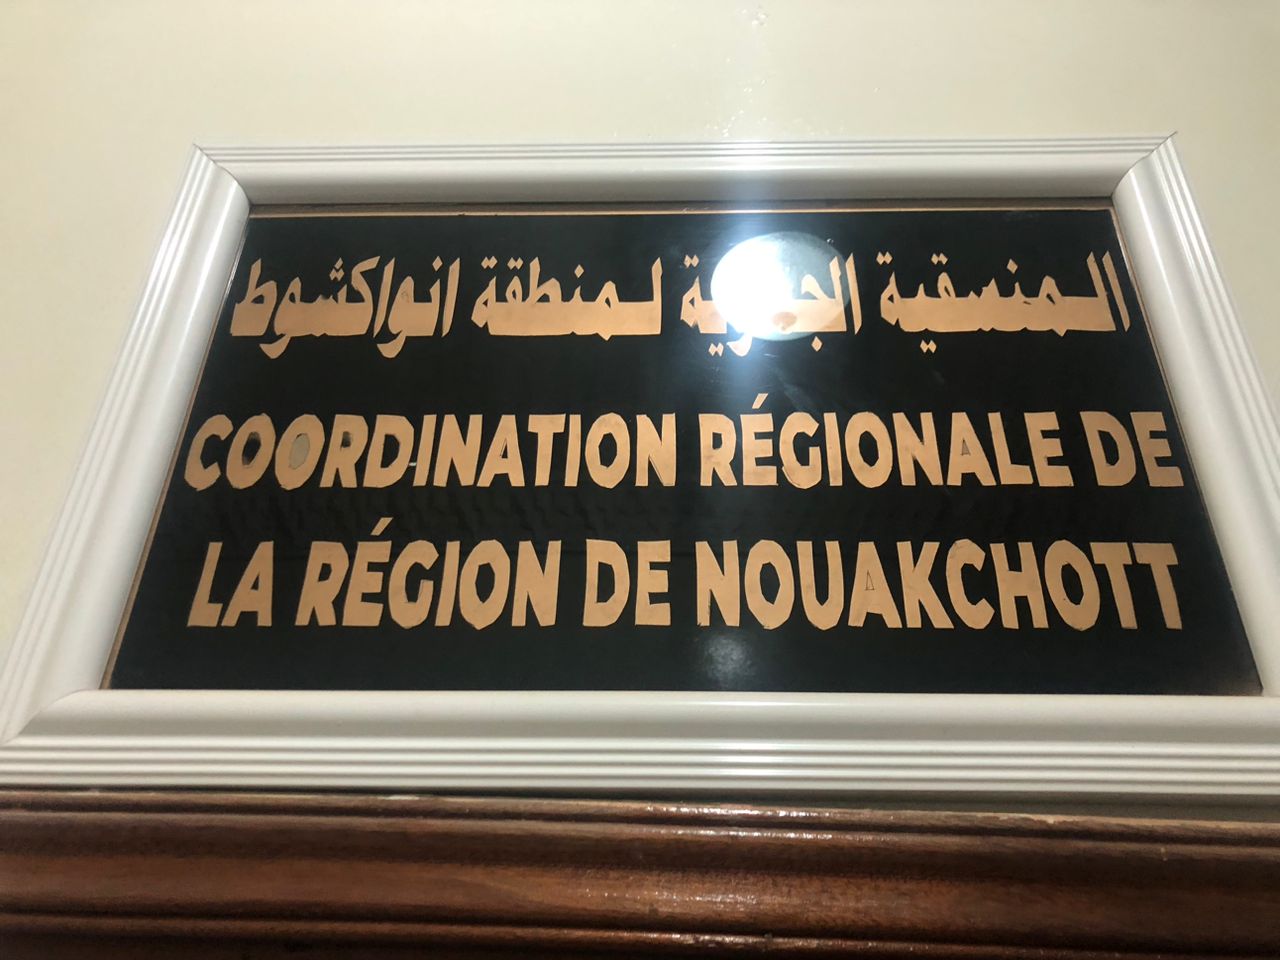 المنسقية الجهوية لمنطقة انواكشوط
COORDINATION RÉGIONALE DE
LA RÉGION DE NOUAKCHOTT